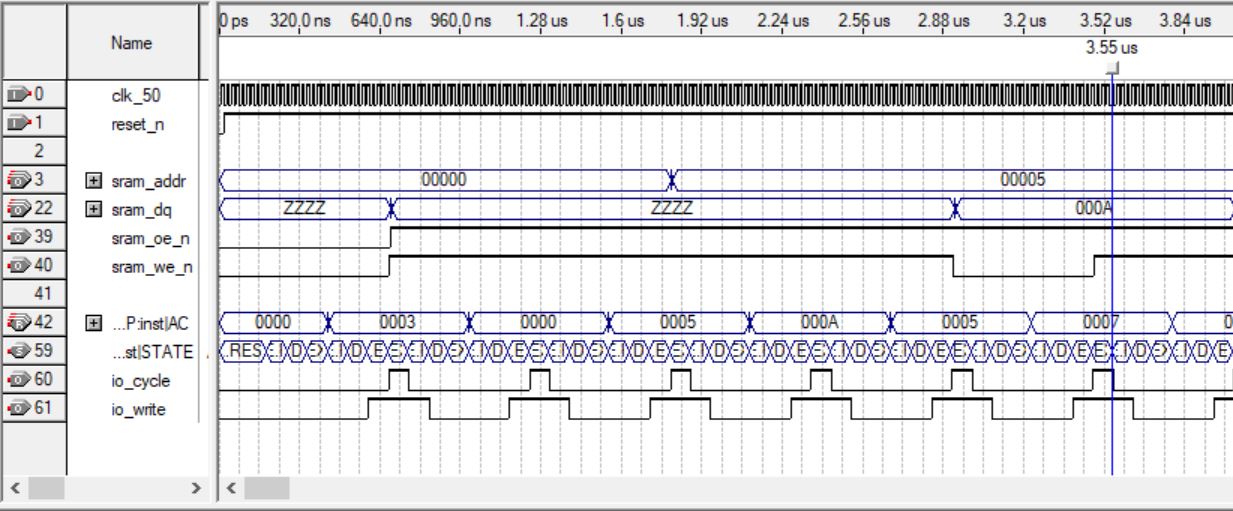 0 ps 320.0 ns 640.0 ns 960.0 ns 1.28 us 1.6 us 1.92 us 2.24 us 2.56 us 2.88 us 3.2 us 3.52 us 3.84 us
Name
3.55 us
0 clk_50
1 reset_n
2
3 sram_addr 00000 00005
22 sram_dq ZZZZ ZZZZ 000A
39 sram_oe_n
40 sram_we_n
41
42 ...P:inst|AC 0000 0003 0000 0005 000A 0005 0007 0
59 ...st|STATE .RES
60 io_cycle
61 io_write